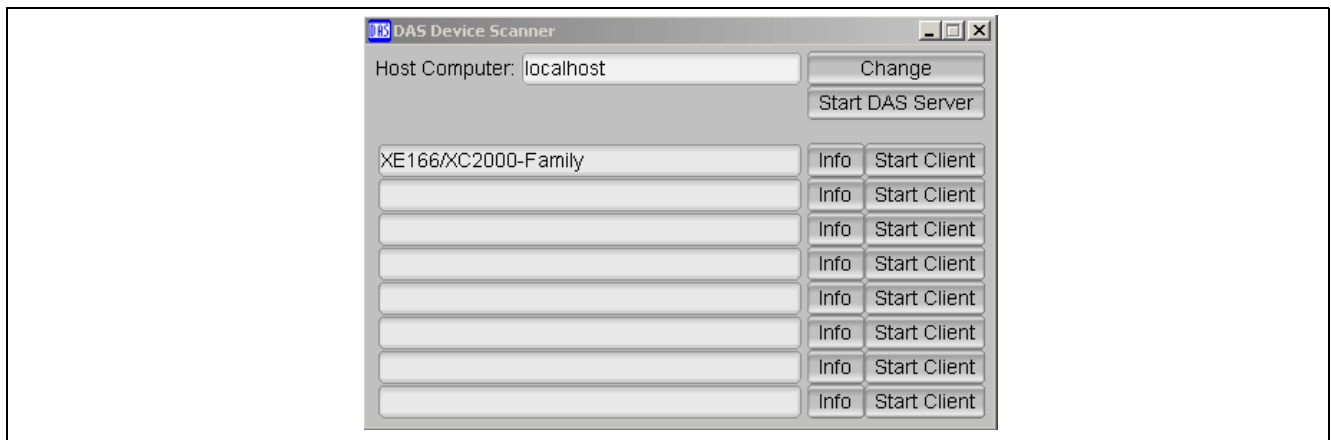 DAS DAS Device Scanner
Host Computer: localhost Change
Start DAS Server
XE166/XC2000-Family Info Start Client
Info Start Client
Info Start Client
Info Start Client
Info Start Client
Info Start Client
Info Start Client
Info Start Client